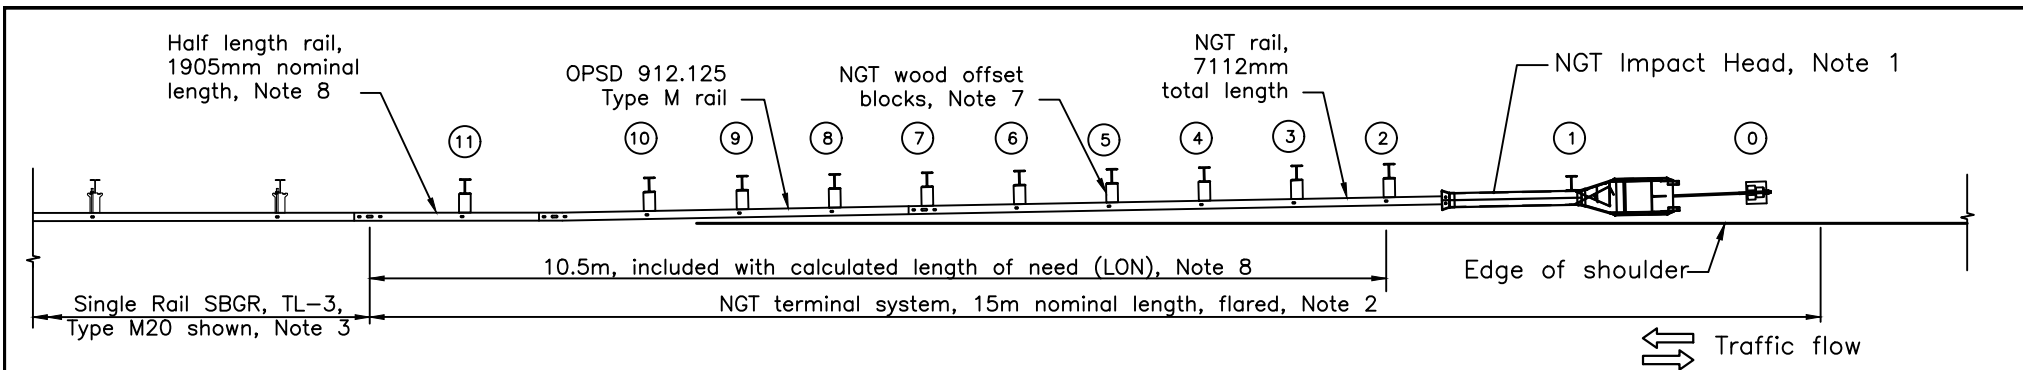 Half length rail,
1905mm nominal
length, Note 8
OPSD 912.125
Type M rail
NGT wood offset
blocks, Note 7
NGT rail,
7112mm
total length
NGT Impact Head, Note 1
11
10
9
8
7
6
5
4
3
2
1
0
10.5m, included with calculated length of need (LON), Note 8
Edge of shoulder
Single Rail SBGR, TL-3,
Type M20 shown, Note 3
NGT terminal system, 15m nominal length, flared, Note 2
Traffic flow